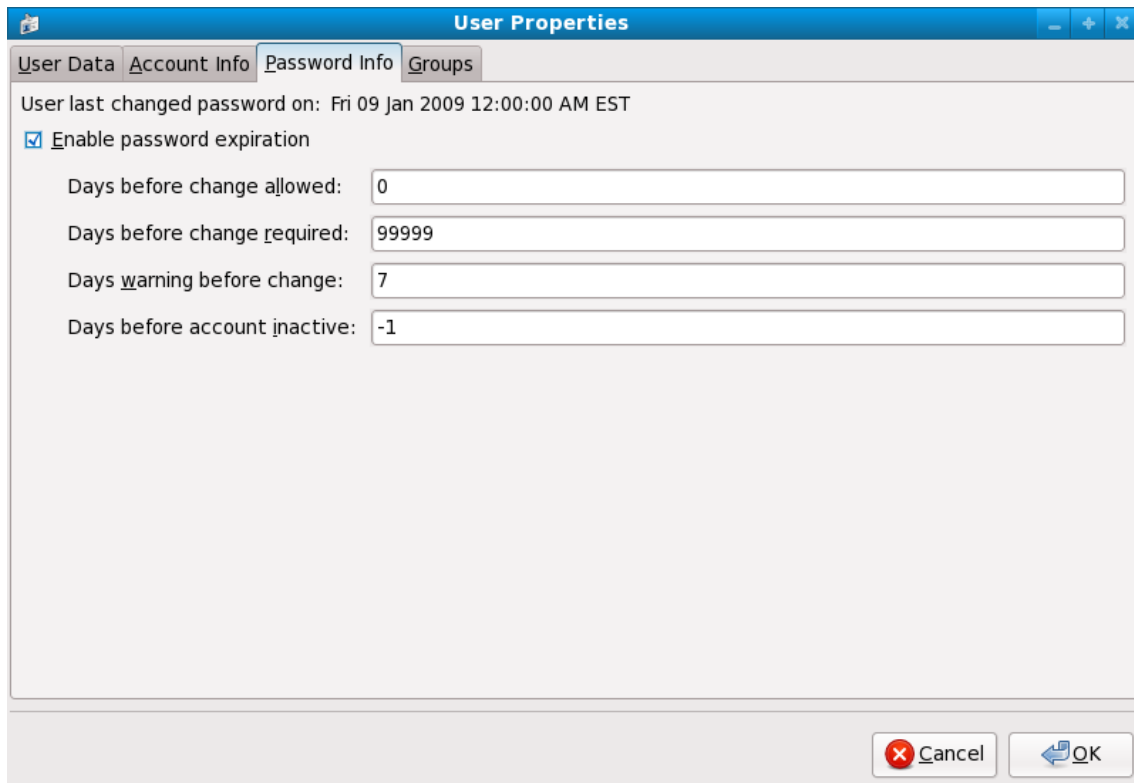 User Properties
User Data Account Info Password Info Groups
User last changed password on: Fri 09 Jan 2009 12:00:00 AM EST
Enable password expiration
Days before change allowed: 0
Days before change required: 99999
Days warning before change: 7
Days before account inactive: -1
Cancel OK